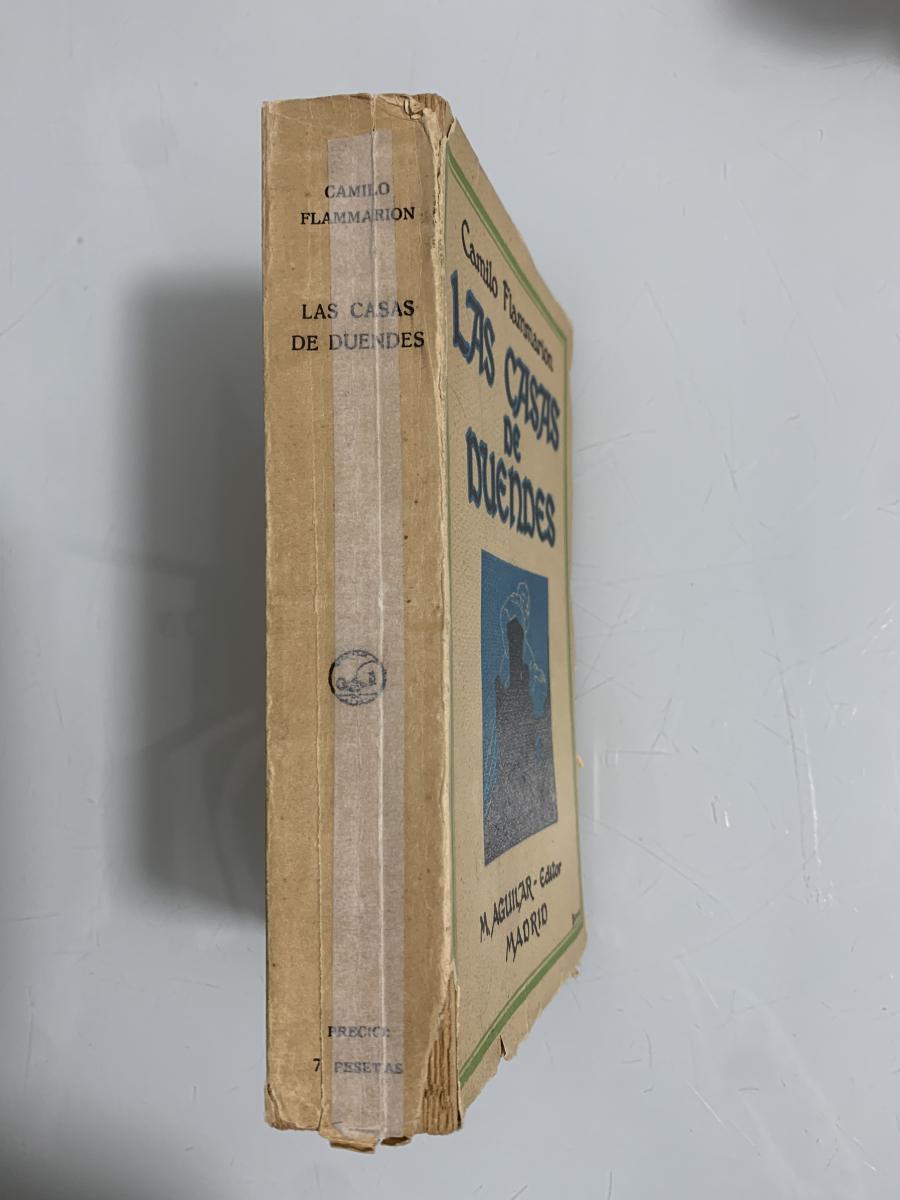 CAMILO
FLAMMARION
LAS CASAS
DE DUENDES
PRECIO:
7 PESETAS
Camilo Flammarion
LAS CASAS
DE
DUENDES
M. AGUILAR - Editor
MADRID